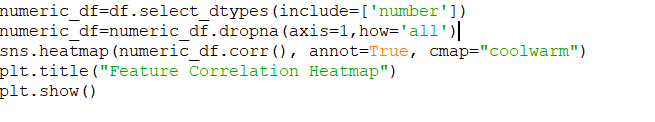 numeric_df=df.select_dtypes(include=['number'])
numeric_df=numeric_df.dropna(axis=1,how='all')
sns.heatmap(numeric_df.corr(), annot=True, cmap="coolwarm")
plt.title("Feature Correlation Heatmap")
plt.show()